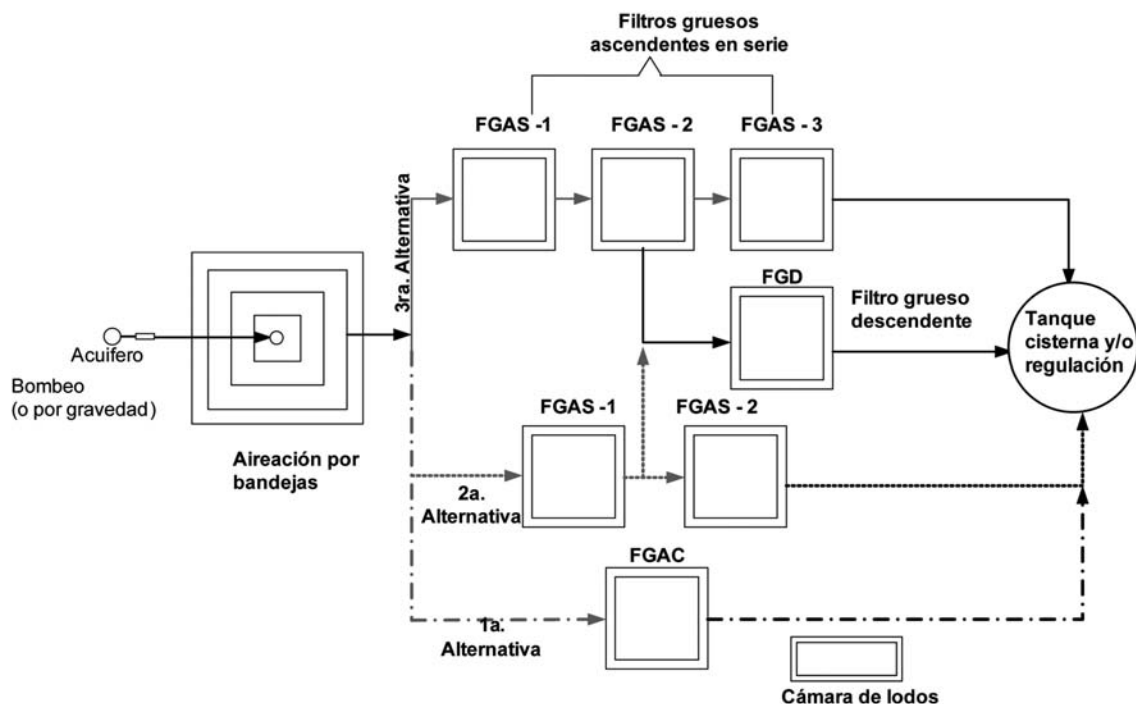 Filtros gruesos
ascendentes en serie
FGAS -1
FGAS - 2
FGAS - 3
3ra. Alternativa
FGD
Filtro grueso
descendente
Tanque
cisterna y/o
regulación
Acuifero
Bombeo
(o por gravedad)
Aireación por
bandejas
FGAS -1
FGAS - 2
2a.
Alternativa
FGAC
1a.
Alternativa
Cámara de lodos